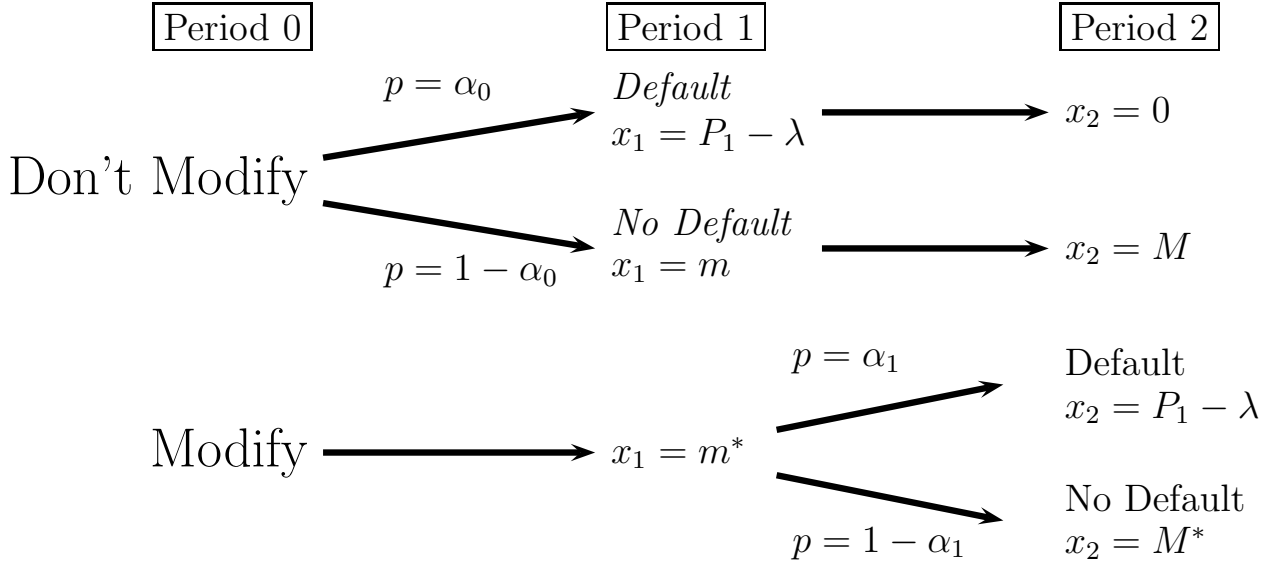 Period 0
Period 1
Period 2
p = α₀
Default
x₁ = P₁ − λ
x₂ = 0
Don't Modify
No Default
x₁ = m
x₂ = M
p = 1 − α₀
p = α₁
Default
x₂ = P₁ − λ
Modify
x₁ = m*
No Default
x₂ = M*
p = 1 − α₁